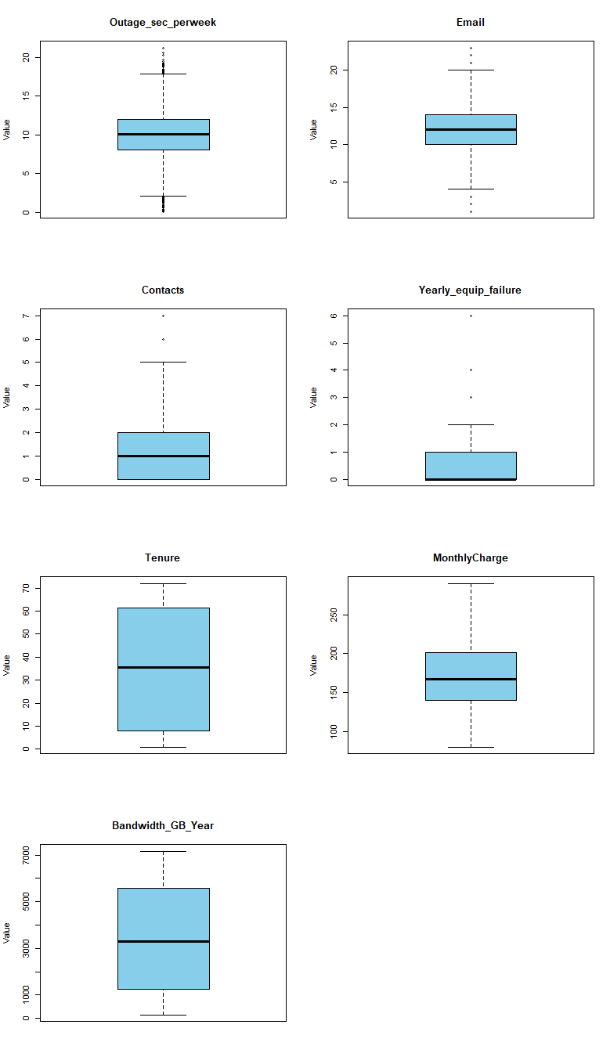 Outage_sec_perweek
Value
0 5 10 15 20
Email
Value
5 10 15 20
Contacts
Value
0 1 2 3 4 5 6 7
Yearly_equip_failure
Value
0 1 2 3 4 5 6
Tenure
Value
0 10 20 30 40 50 60 70
MonthlyCharge
Value
100 150 200 250
Bandwidth_GB_Year
Value
0 1000 3000 5000 7000